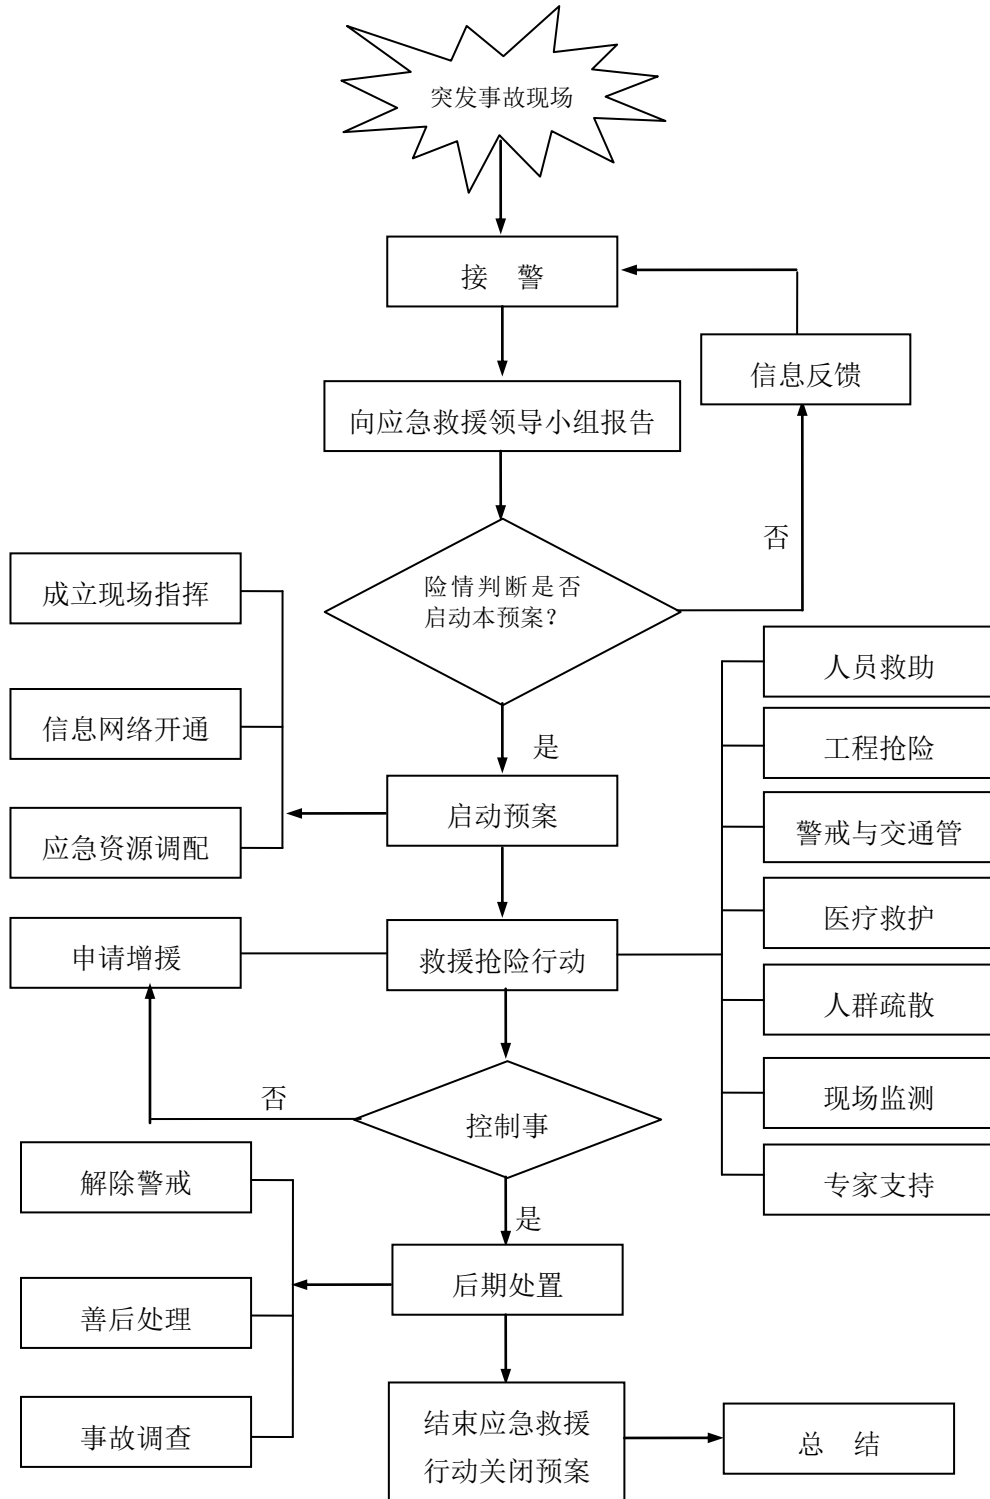 突发事故现场
接 警
信息反馈
向应急救援领导小组报告
否
险情判断是否
启动本预案？
成立现场指挥
信息网络开通
应急资源调配
是
启动预案
人员救助
工程抢险
警戒与交通管
医疗救护
人群疏散
现场监测
专家支持
申请增援
救援抢险行动
否
控制事
是
解除警戒
善后处理
事故调查
后期处置
结束应急救援
行动关闭预案
总 结